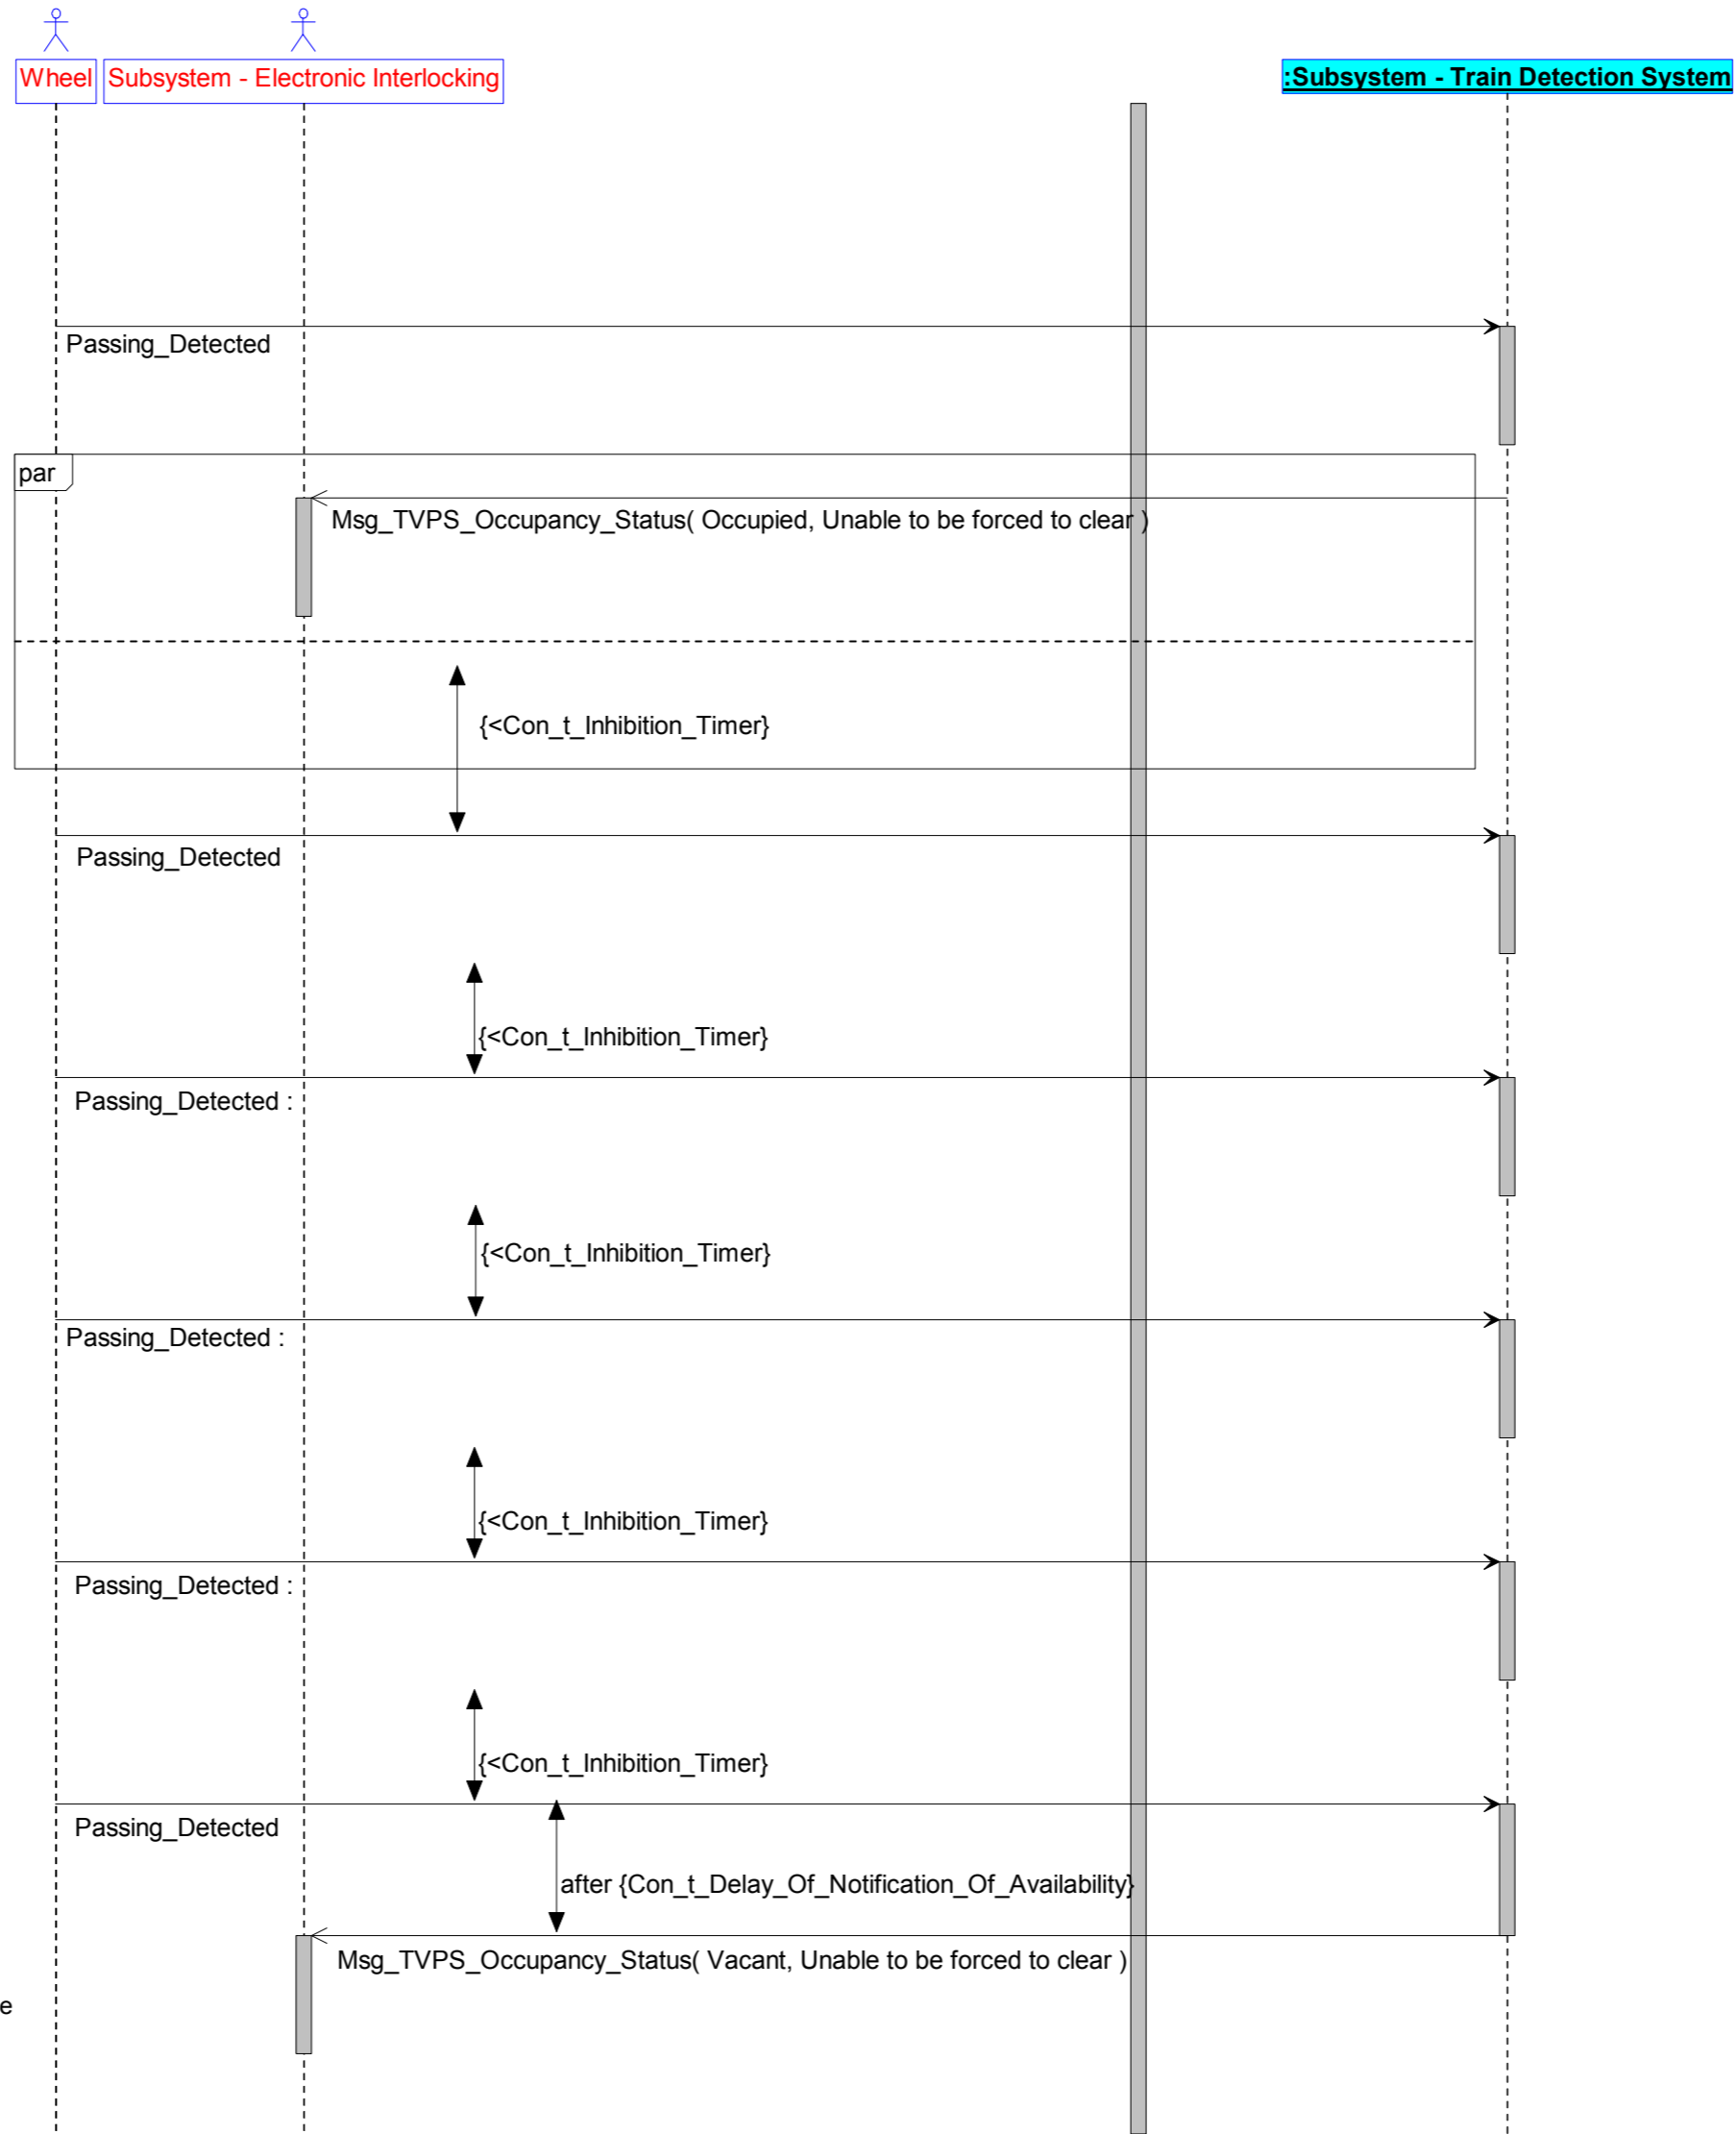 Wheel
Subsystem - Electronic Interlocking
:Subsystem - Train Detection System
Passing_Detected
par
Msg_TVPS_Occupancy_Status( Occupied, Unable to be forced to clear )
{<Con_t_Inhibition_Timer}
Passing_Detected
{<Con_t_Inhibition_Timer}
Passing_Detected :
{<Con_t_Inhibition_Timer}
Passing_Detected :
{<Con_t_Inhibition_Timer}
Passing_Detected :
{<Con_t_Inhibition_Timer}
Passing_Detected
after {Con_t_Delay_Of_Notification_Of_Availability}
Msg_TVPS_Occupancy_Status( Vacant, Unable to be forced to clear )
e